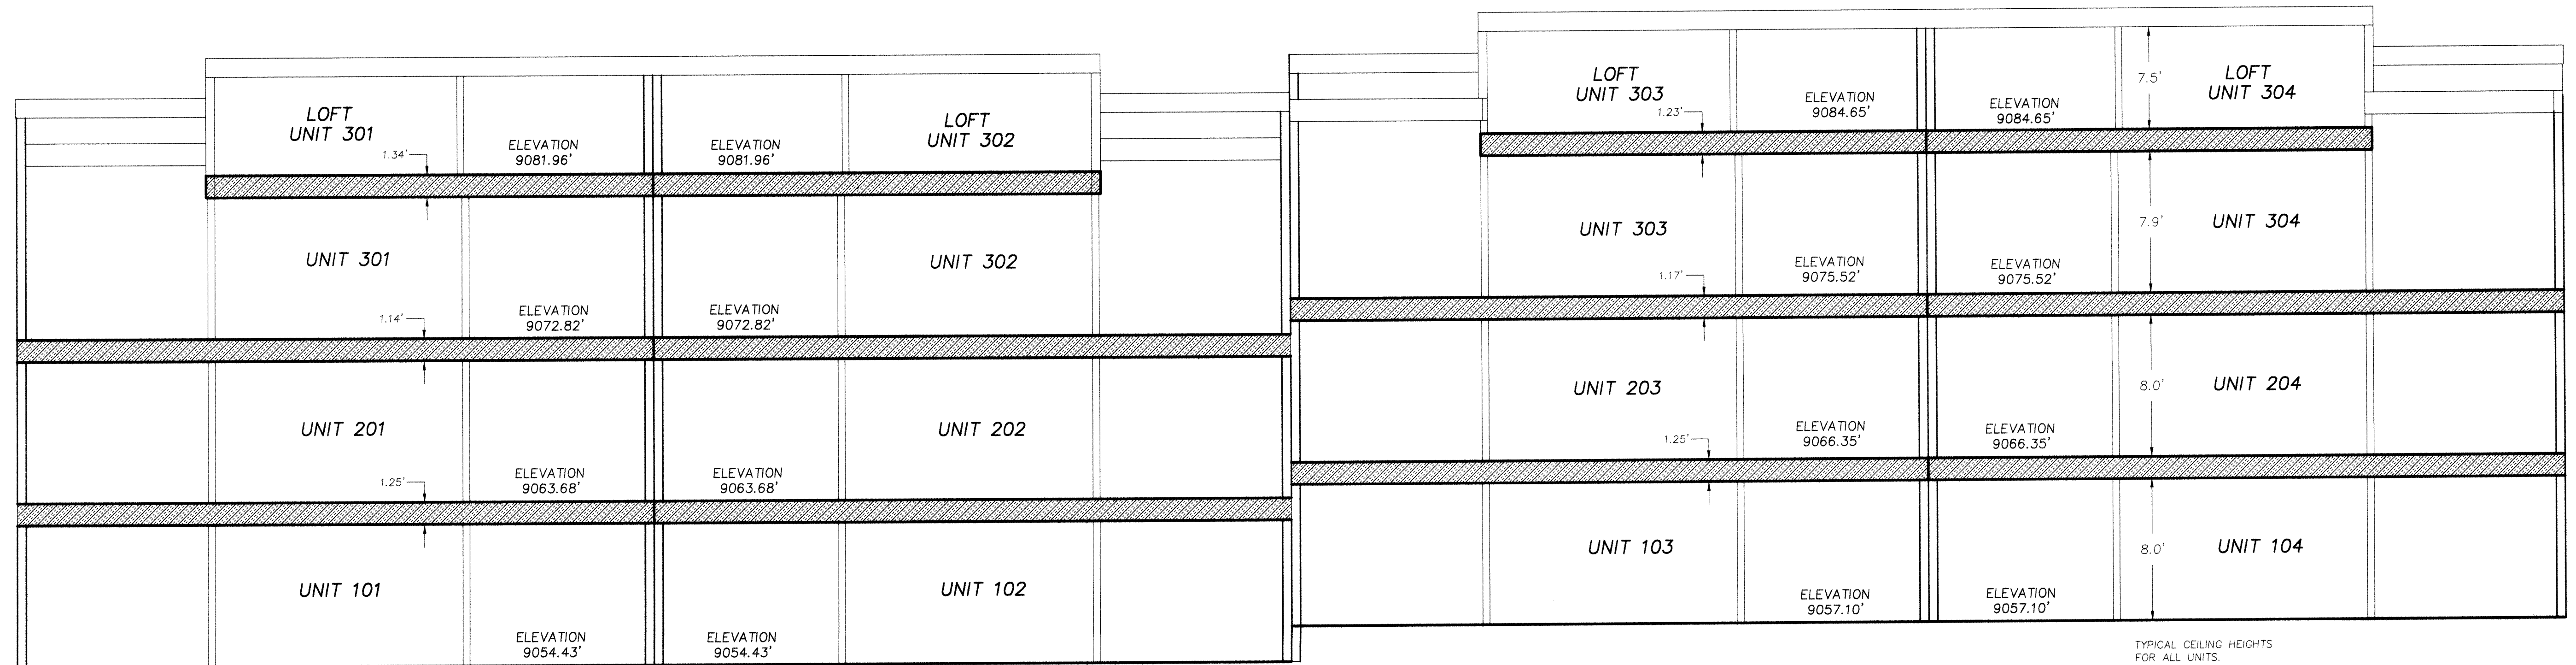 LOFT
UNIT 301
ELEVATION
9081.96'
ELEVATION
9081.96'
LOFT
UNIT 302
1.34'
UNIT 301
ELEVATION
9072.82'
ELEVATION
9072.82'
UNIT 302
1.14'
UNIT 201
ELEVATION
9063.68'
ELEVATION
9063.68'
UNIT 202
1.25'
UNIT 101
ELEVATION
9054.43'
ELEVATION
9054.43'
UNIT 102
LOFT
UNIT 303
ELEVATION
9084.65'
ELEVATION
9084.65'
7.5'
LOFT
UNIT 304
1.23'
UNIT 303
ELEVATION
9075.52'
ELEVATION
9075.52'
7.9'
UNIT 304
1.17'
UNIT 203
ELEVATION
9066.35'
ELEVATION
9066.35'
8.0'
UNIT 204
1.25'
UNIT 103
ELEVATION
9057.10'
ELEVATION
9057.10'
8.0'
UNIT 104
TYPICAL CEILING HEIGHTS
FOR ALL UNITS.